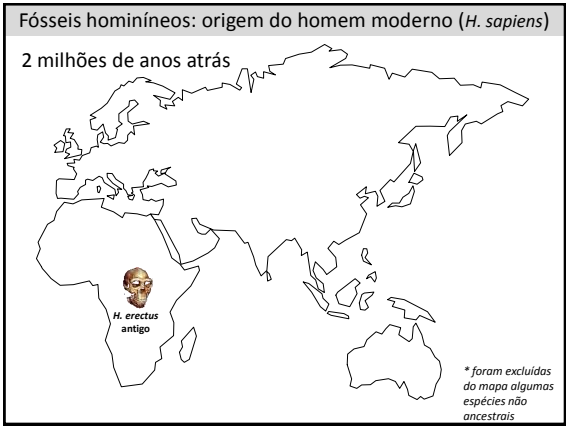 Fósseis hominíneos: origem do homem moderno (H. sapiens)
2 milhões de anos atrás
H. erectus
antigo
* foram excluídas
do mapa algumas
espécies não
ancestrais